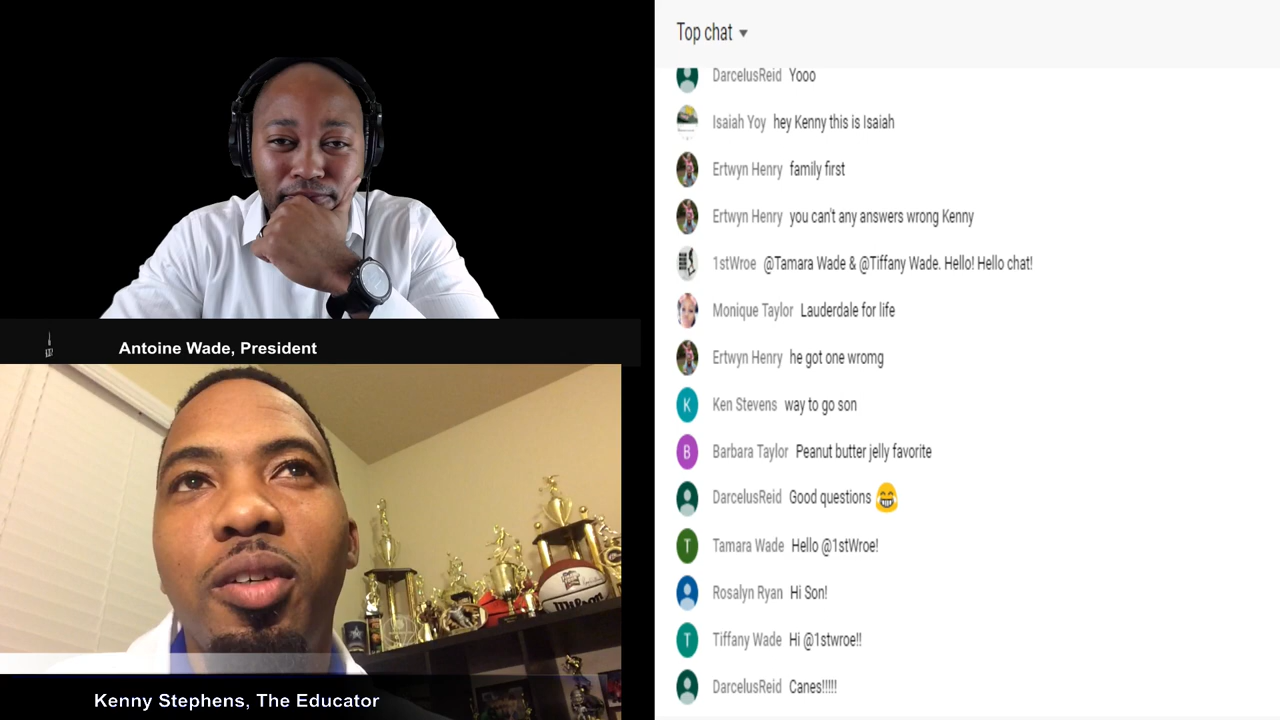 Top chat
DarcelusReid Yooo
Isaiah Yoy hey Kenny this is Isaiah
Ertwyn Henry family first
Ertwyn Henry you can't any answers wrong Kenny
1stWroe @Tamara Wade & @Tiffany Wade. Hello! Hello chat!
Monique Taylor Lauderdale for life
Ertwyn Henry he got one wromg
K Ken Stevens way to go son
B Barbara Taylor Peanut butter jelly favorite
DarcelusReid Good questions 😂
T Tamara Wade Hello @1stWroe!
Rosalyn Ryan Hi Son!
T Tiffany Wade Hi @1stwroe!!
DarcelusReid Canes!!!!!
Antoine Wade, President
Wilson
Kenny Stephens, The Educator